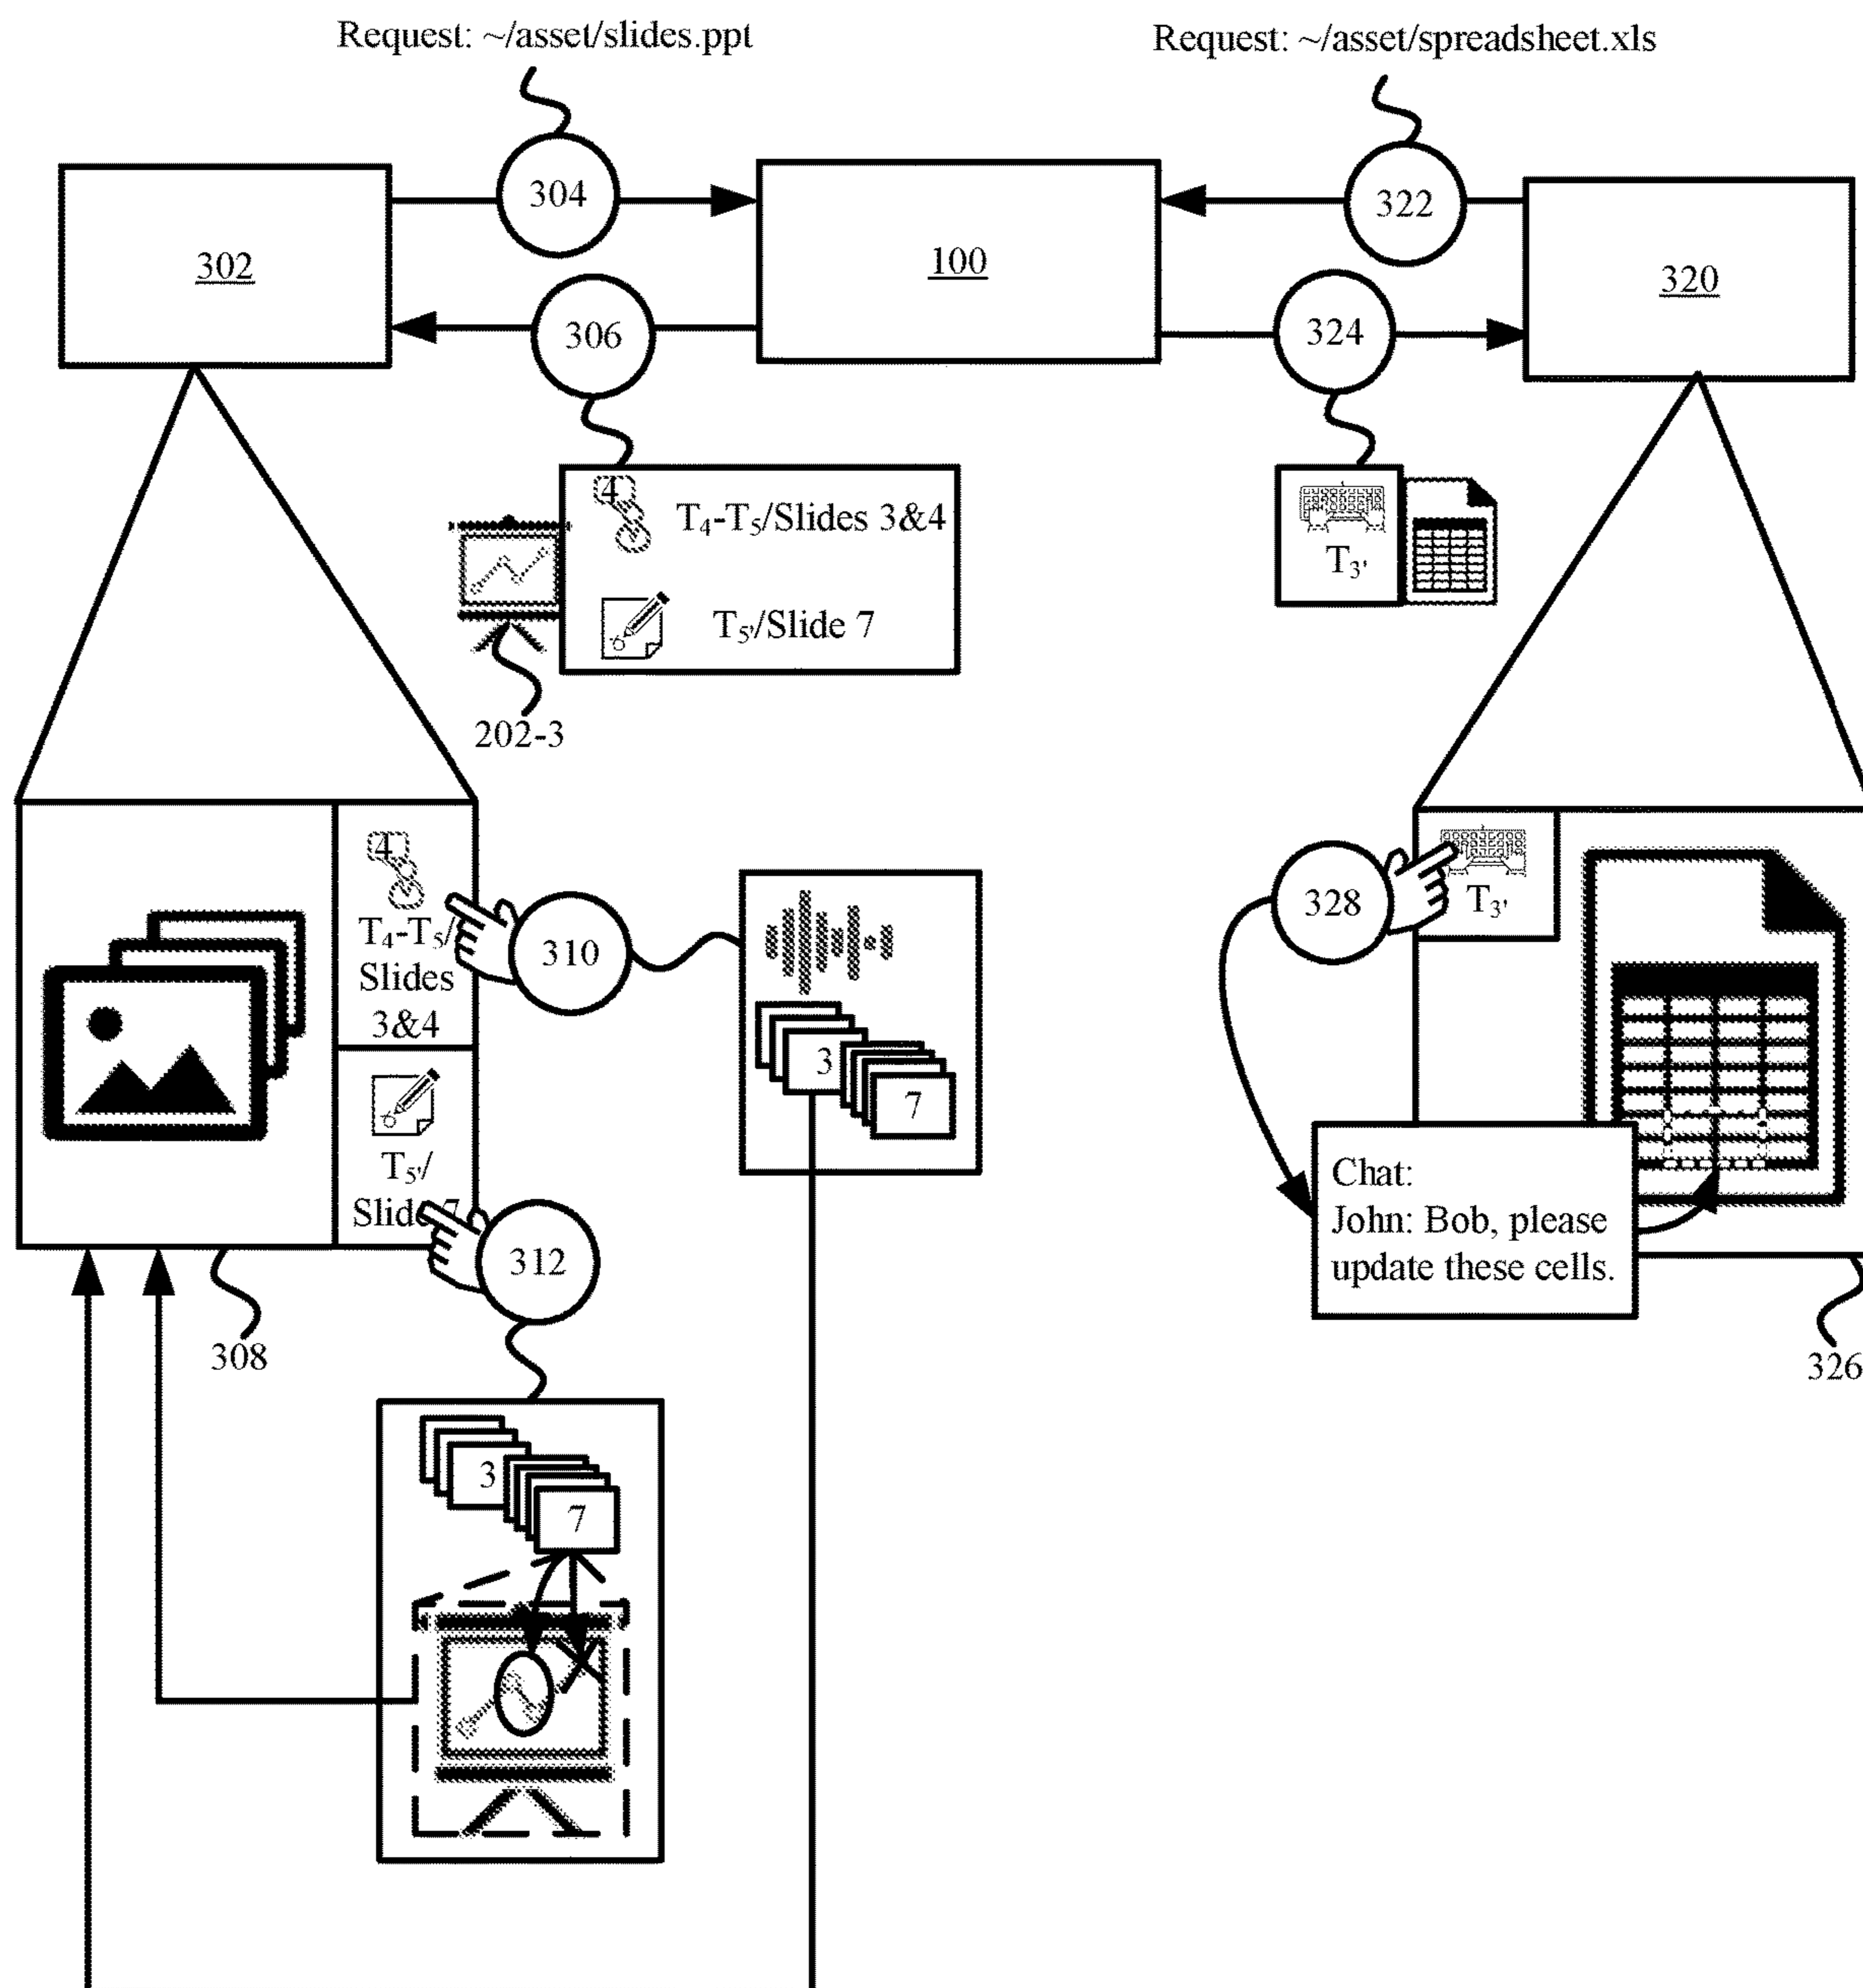 Request: ~/asset/slides.ppt
Request: ~/asset/spreadsheet.xls
304
322
302
100
320
306
324
4
T₄-T₅/Slides 3&4
T₃'
T₅'/Slide 7
202-3
4
T₄-T₅/
Slides
3&4
310
3
7
328
T₃'
T₅'/
Slide 7
312
Chat:
John: Bob, please
update these cells.
308
326
3
7